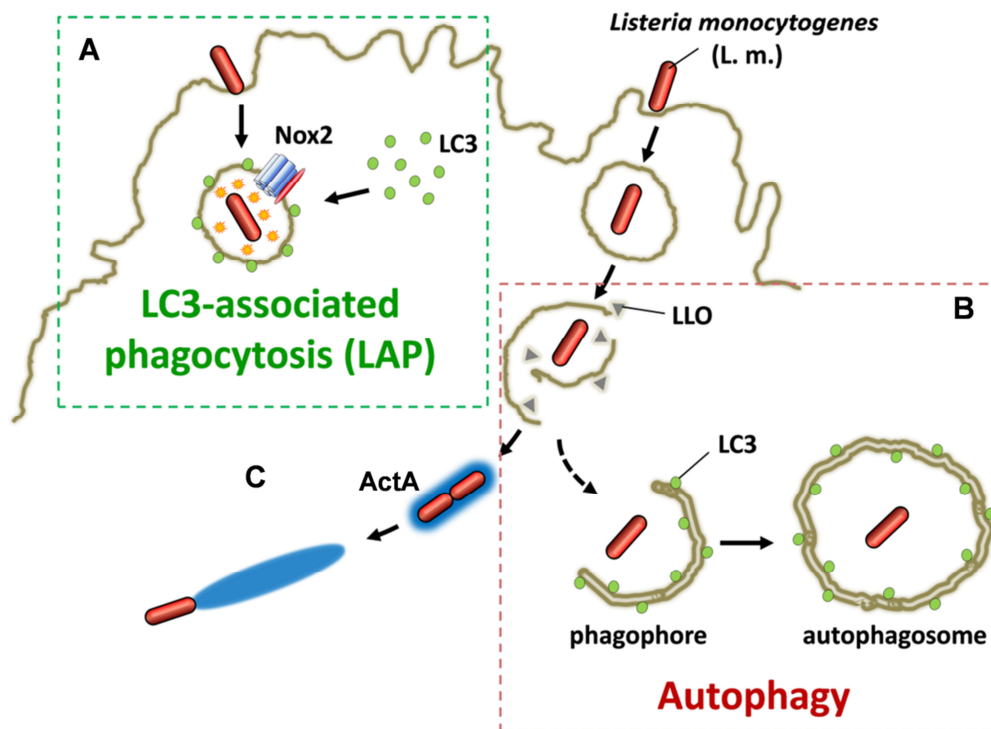 A
Listeria monocytogenes
(L. m.)
Nox2
LC3
LC3-associated
phagocytosis (LAP)
B
LLO
C
ActA
LC3
phagophore
autophagosome
Autophagy